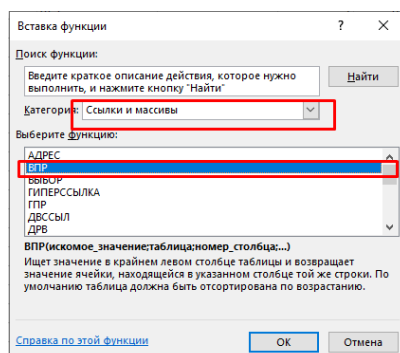 Вставка функции ? ×
Поиск функции:
Введите краткое описание действия, которое нужно
выполнить, и нажмите кнопку "Найти"
Найти
Категория: Ссылки и массивы
Выберите функцию:
АДРЕС
ВПР
ВЫБОР
ГИПЕРССЫЛКА
ГПР
ДВССЫЛ
ДРВ
ВПР(искомое_значение;таблица;номер_столбца;...)
Ищет значение в крайнем левом столбце таблицы и возвращает
значение ячейки, находящейся в указанном столбце той же строки. По
умолчанию таблица должна быть отсортирована по возрастанию.
Справка по этой функции
ОК
Отмена